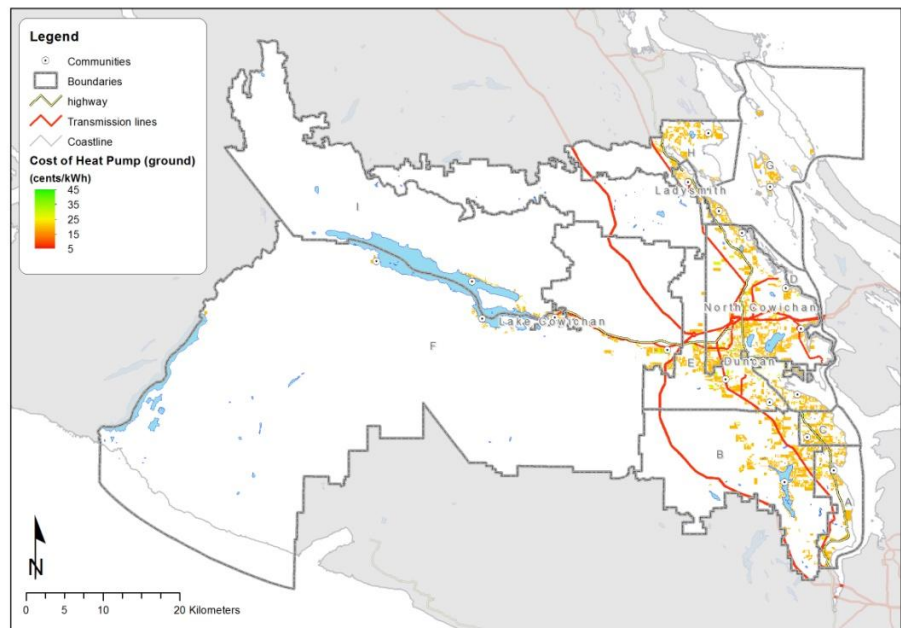 Legend
Communities
Boundaries
highway
Transmission lines
Coastline
Cost of Heat Pump (ground)
(cents/kWh)
45
35
25
15
5
H
G
Ladysmith
I
D
North Cowichan
Lake Cowichan
F
Duncan
E
D
C
B
A
N
0 5 10 20 Kilometers